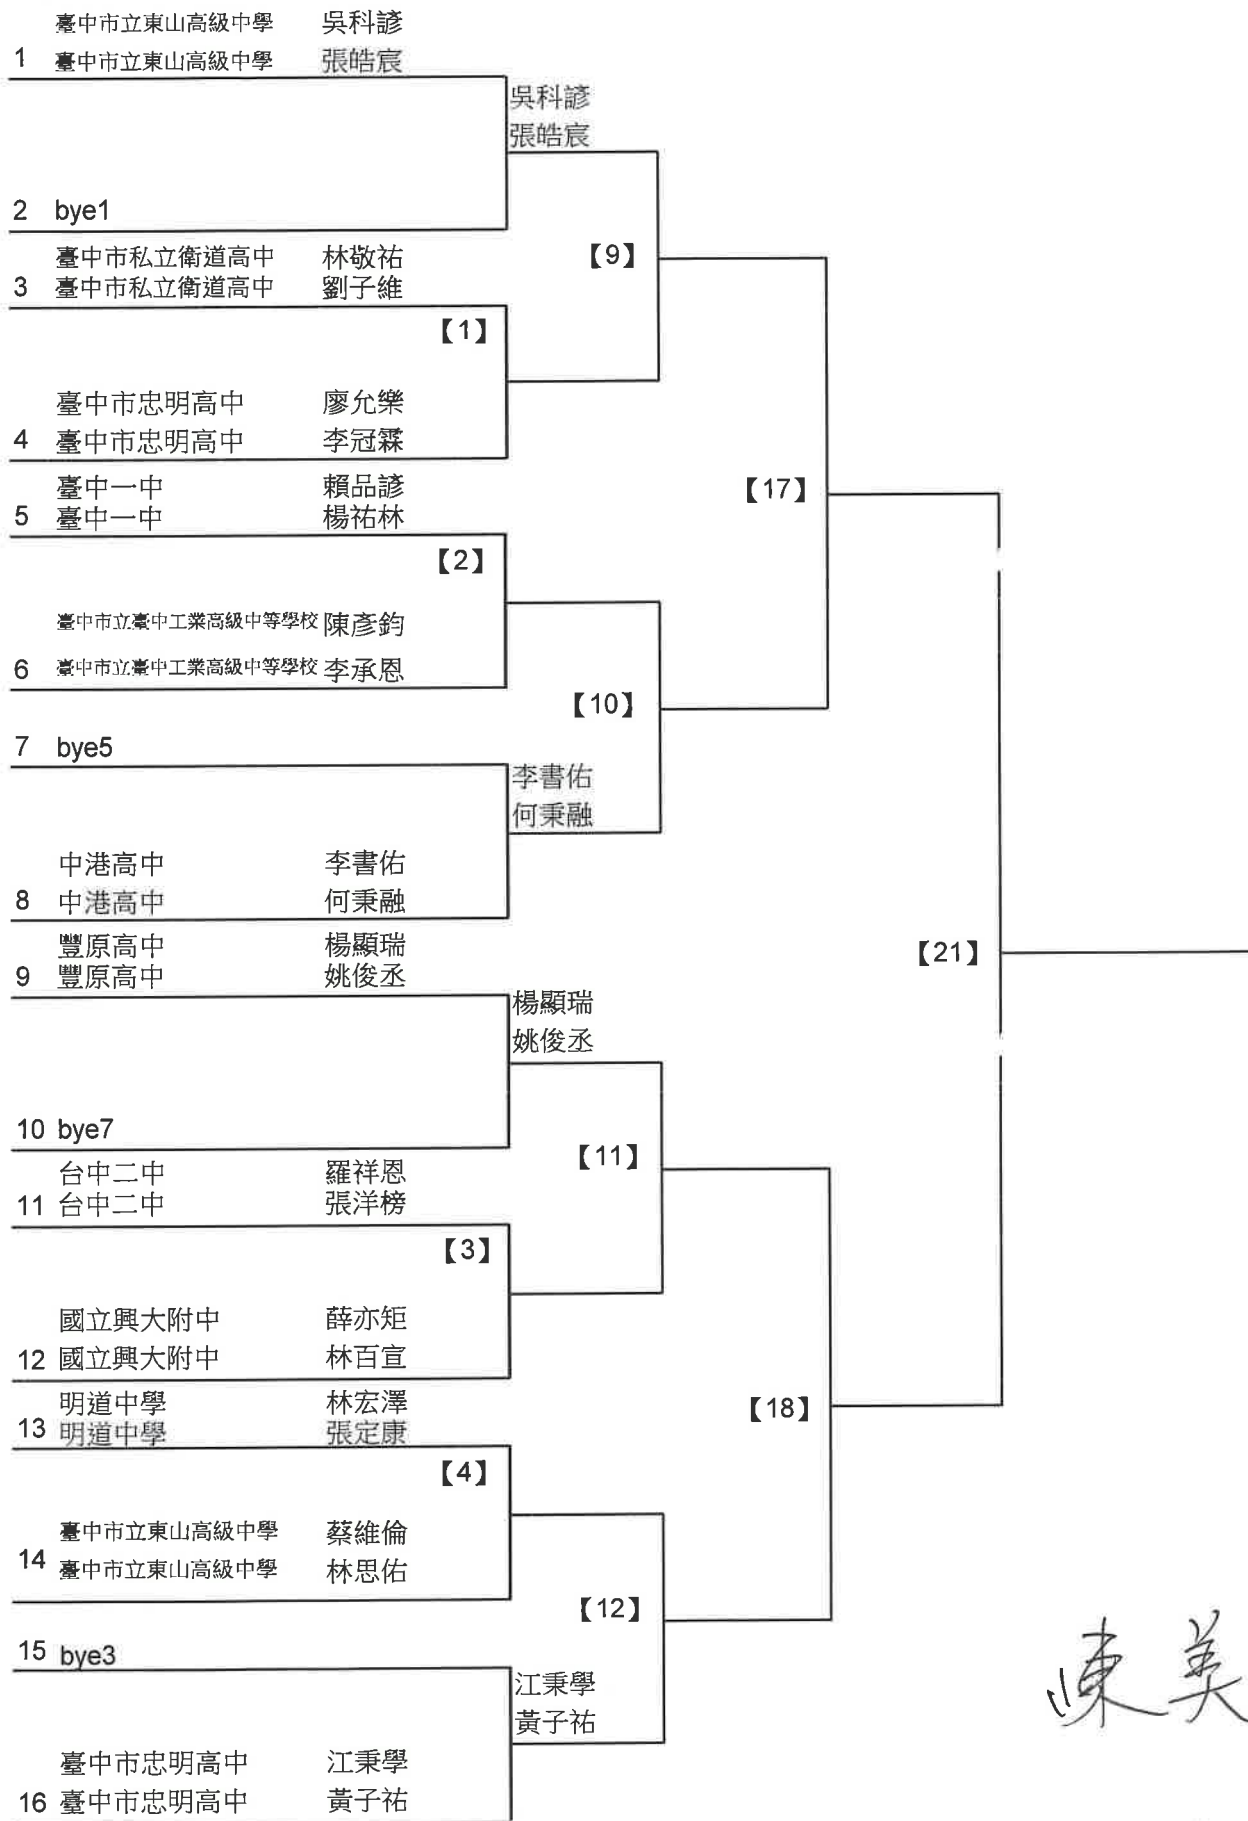 臺中市立東山高級中學 吳科諺
1 臺中市立東山高級中學 張皓宸
吳科諺
張皓宸
2 bye1
臺中市私立衛道高中 林敬祐
【9】
3 臺中市私立衛道高中 劉子維
【1】
臺中市忠明高中 廖允樂
4 臺中市忠明高中 李冠霖
臺中一中 賴品諺
【17】
5 臺中一中 楊祐林
【2】
臺中市立臺中工業高級中等學校 陳彥鈞
6 臺中市立臺中工業高級中等學校 李承恩
【10】
7 bye5
李書佑
何秉融
中港高中 李書佑
8 中港高中 何秉融
豐原高中 楊顯瑞
【21】
9 豐原高中 姚俊丞
楊顯瑞
姚俊丞
10 bye7
【11】
台中二中 羅祥恩
11 台中二中 張洋榜
【3】
國立興大附中 薛亦矩
12 國立興大附中 林百宣
明道中學 林宏澤
【18】
13 明道中學 張定康
【4】
臺中市立東山高級中學 蔡維倫
14 臺中市立東山高級中學 林思佑
【12】
15 bye3
江秉學
黃子祐
臺中市忠明高中 江秉學
16 臺中市忠明高中 黃子祐